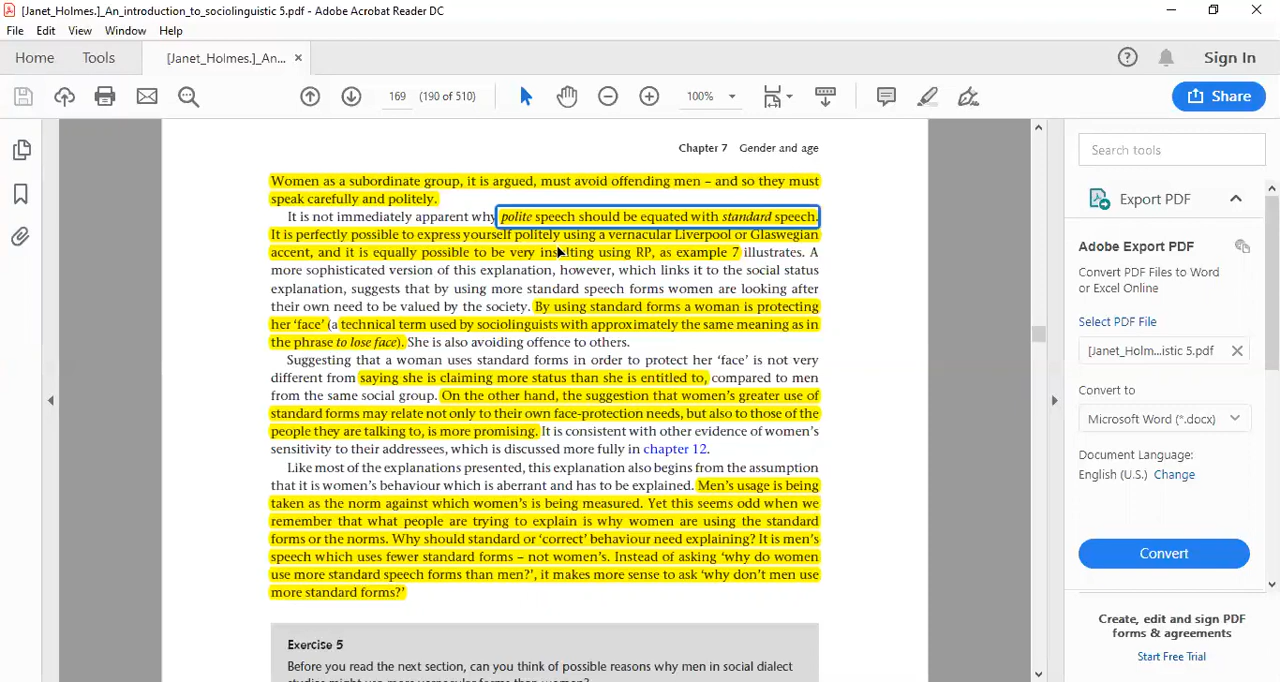 [Janet_Holmes.]_An_introduction_to_sociolinguistic 5.pdf - Adobe Acrobat Reader DC
File Edit View Window Help
Home Tools [Janet_Holmes.]_An... × Sign In
169 (190 of 510) 100% Share
Chapter 7 Gender and age
Women as a subordinate group, it is argued, must avoid offending men – and so they must
speak carefully and politely.
It is not immediately apparent why polite speech should be equated with standard speech.
It is perfectly possible to express yourself politely using a vernacular Liverpool or Glaswegian
accent, and it is equally possible to be very insulting using RP, as example 7 illustrates. A
more sophisticated version of this explanation, however, which links it to the social status
explanation, suggests that by using more standard speech forms women are looking after
their own need to be valued by the society. By using standard forms a woman is protecting
her ‘face’ (a technical term used by sociolinguists with approximately the same meaning as in
the phrase to lose face). She is also avoiding offence to others.
Suggesting that a woman uses standard forms in order to protect her ‘face’ is not very
different from saying she is claiming more status than she is entitled to, compared to men
from the same social group. On the other hand, the suggestion that women’s greater use of
standard forms may relate not only to their own face-protection needs, but also to those of the
people they are talking to, is more promising. It is consistent with other evidence of women’s
sensitivity to their addressees, which is discussed more fully in chapter 12.
Like most of the explanations presented, this explanation also begins from the assumption
that it is women’s behaviour which is aberrant and has to be explained. Men’s usage is being
taken as the norm against which women’s is being measured. Yet this seems odd when we
remember that what people are trying to explain is why women are using the standard
forms or the norms. Why should standard or ‘correct’ behaviour need explaining? It is men’s
speech which uses fewer standard forms – not women’s. Instead of asking ‘why do women
use more standard speech forms than men?’, it makes more sense to ask ‘why don’t men use
more standard forms?’
Exercise 5
Before you read the next section, can you think of possible reasons why men in social dialect
studies might use more vernacular forms than women?
Search tools
Export PDF
Adobe Export PDF
Convert PDF Files to Word
or Excel Online
Select PDF File
[Janet_Holm...istic 5.pdf ×
Convert to
Microsoft Word (*.docx)
Document Language:
English (U.S.) Change
Convert
Create, edit and sign PDF
forms & agreements
Start Free Trial